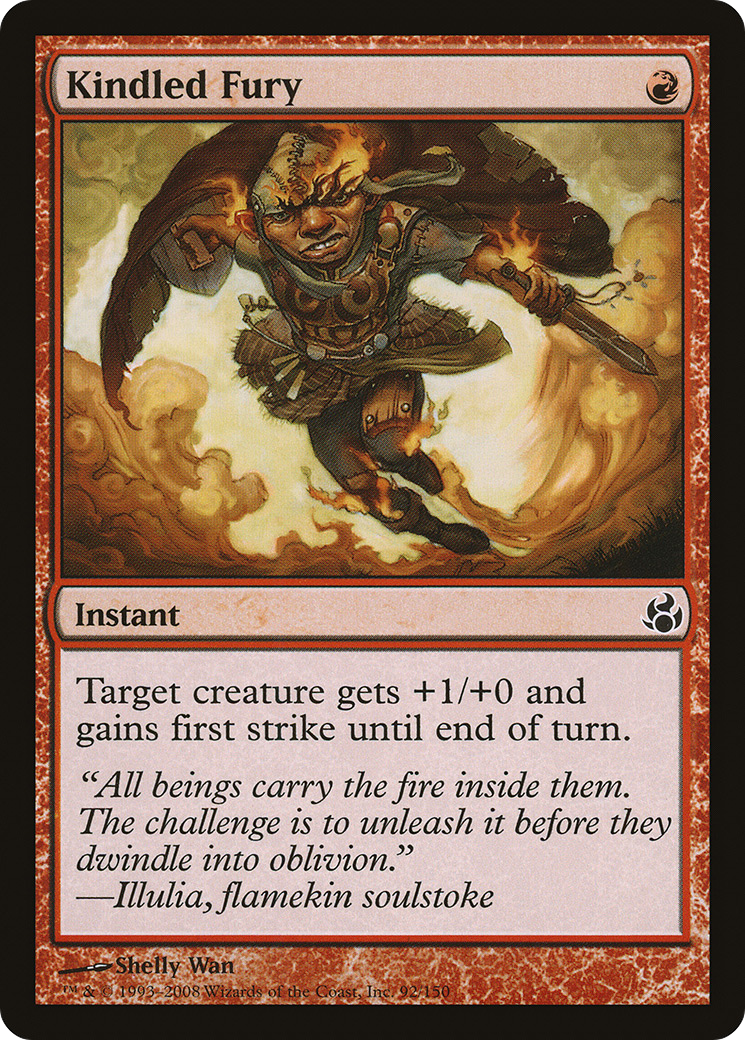 Kindled Fury
Instant
Target creature gets +1/+0 and
gains first strike until end of turn.
“All beings carry the fire inside them.
The challenge is to unleash it before they
dwindle into oblivion.”
—Illulia, flamekin soulstoke
Shelly Wan
™ & © 1993–2008 Wizards of the Coast, Inc. 92/150